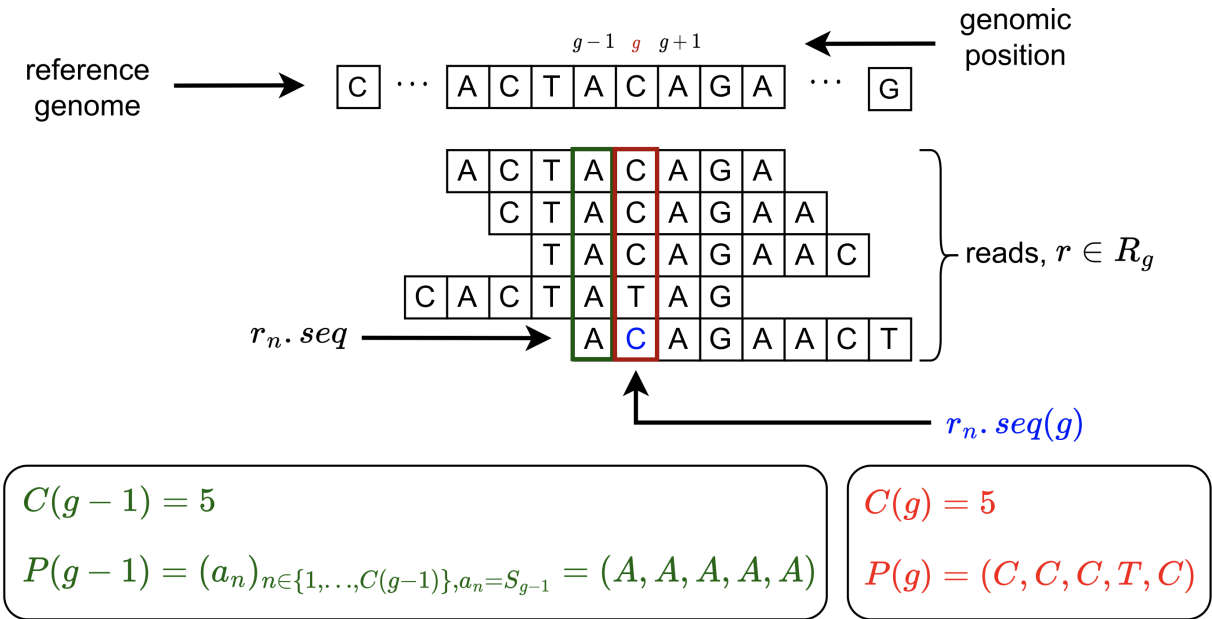 g − 1 g g + 1
genomic
position
reference
genome
C ··· A C T A C A G A ··· G
A C T A C A G A
C T A C A G A A
T A C A G A A C
reads, r ∈ R_g
C A C T A T A G
r_n.seq
A C A G A A C T
r_n.seq(g)
C(g − 1) = 5
P(g − 1) = (a_n)_{n∈{1,…,C(g−1)},a_n=S_{g−1}} = (A, A, A, A, A)
C(g) = 5
P(g) = (C, C, C, T, C)